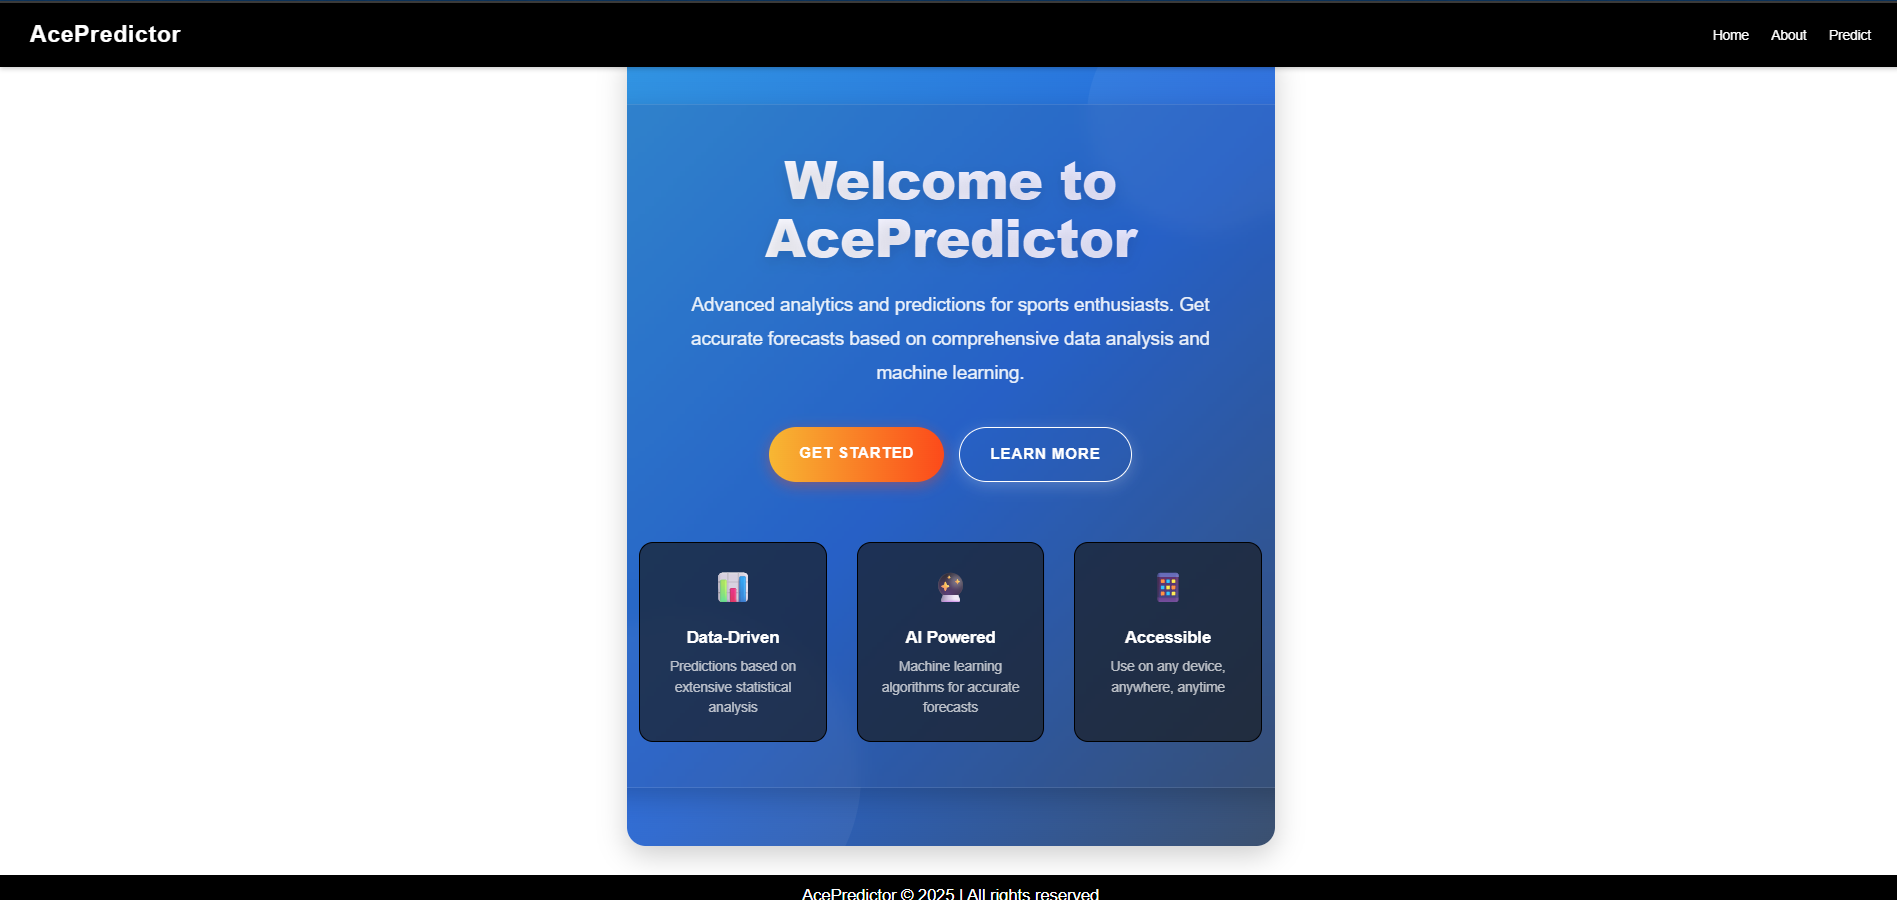 AcePredictor
Home About Predict
Welcome to
AcePredictor
Advanced analytics and predictions for sports enthusiasts. Get
accurate forecasts based on comprehensive data analysis and
machine learning.
GET STARTED
LEARN MORE
Data-Driven
Predictions based on
extensive statistical
analysis
AI Powered
Machine learning
algorithms for accurate
forecasts
Accessible
Use on any device,
anywhere, anytime
AcePredictor © 2025 | All rights reserved